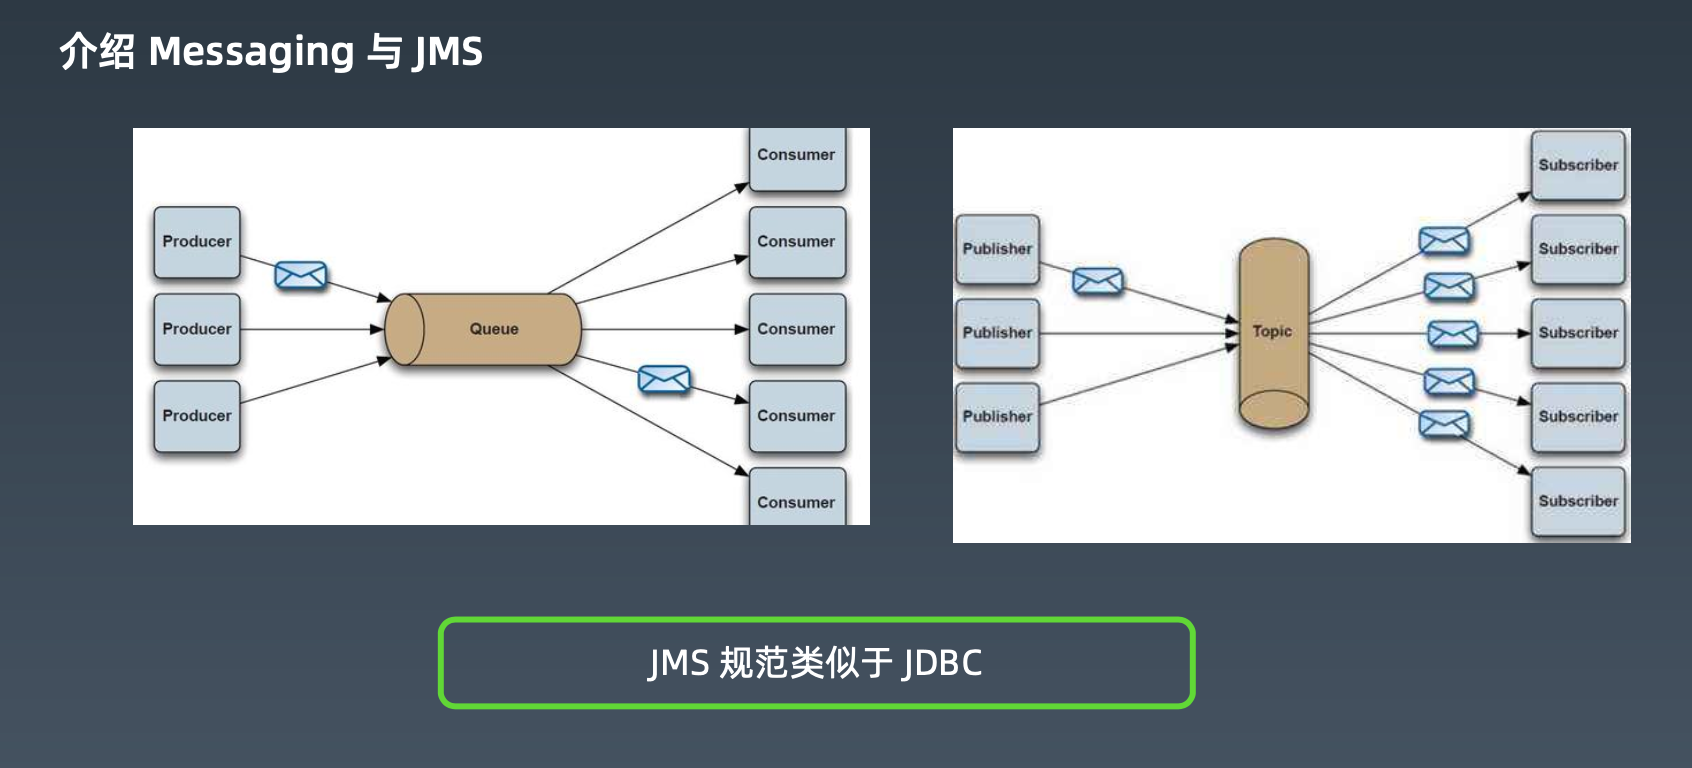 介绍 Messaging 与 JMS
Producer
Producer
Producer
Queue
Consumer
Consumer
Consumer
Consumer
Consumer
Publisher
Publisher
Publisher
Topic
Subscriber
Subscriber
Subscriber
Subscriber
Subscriber
JMS 规范类似于 JDBC